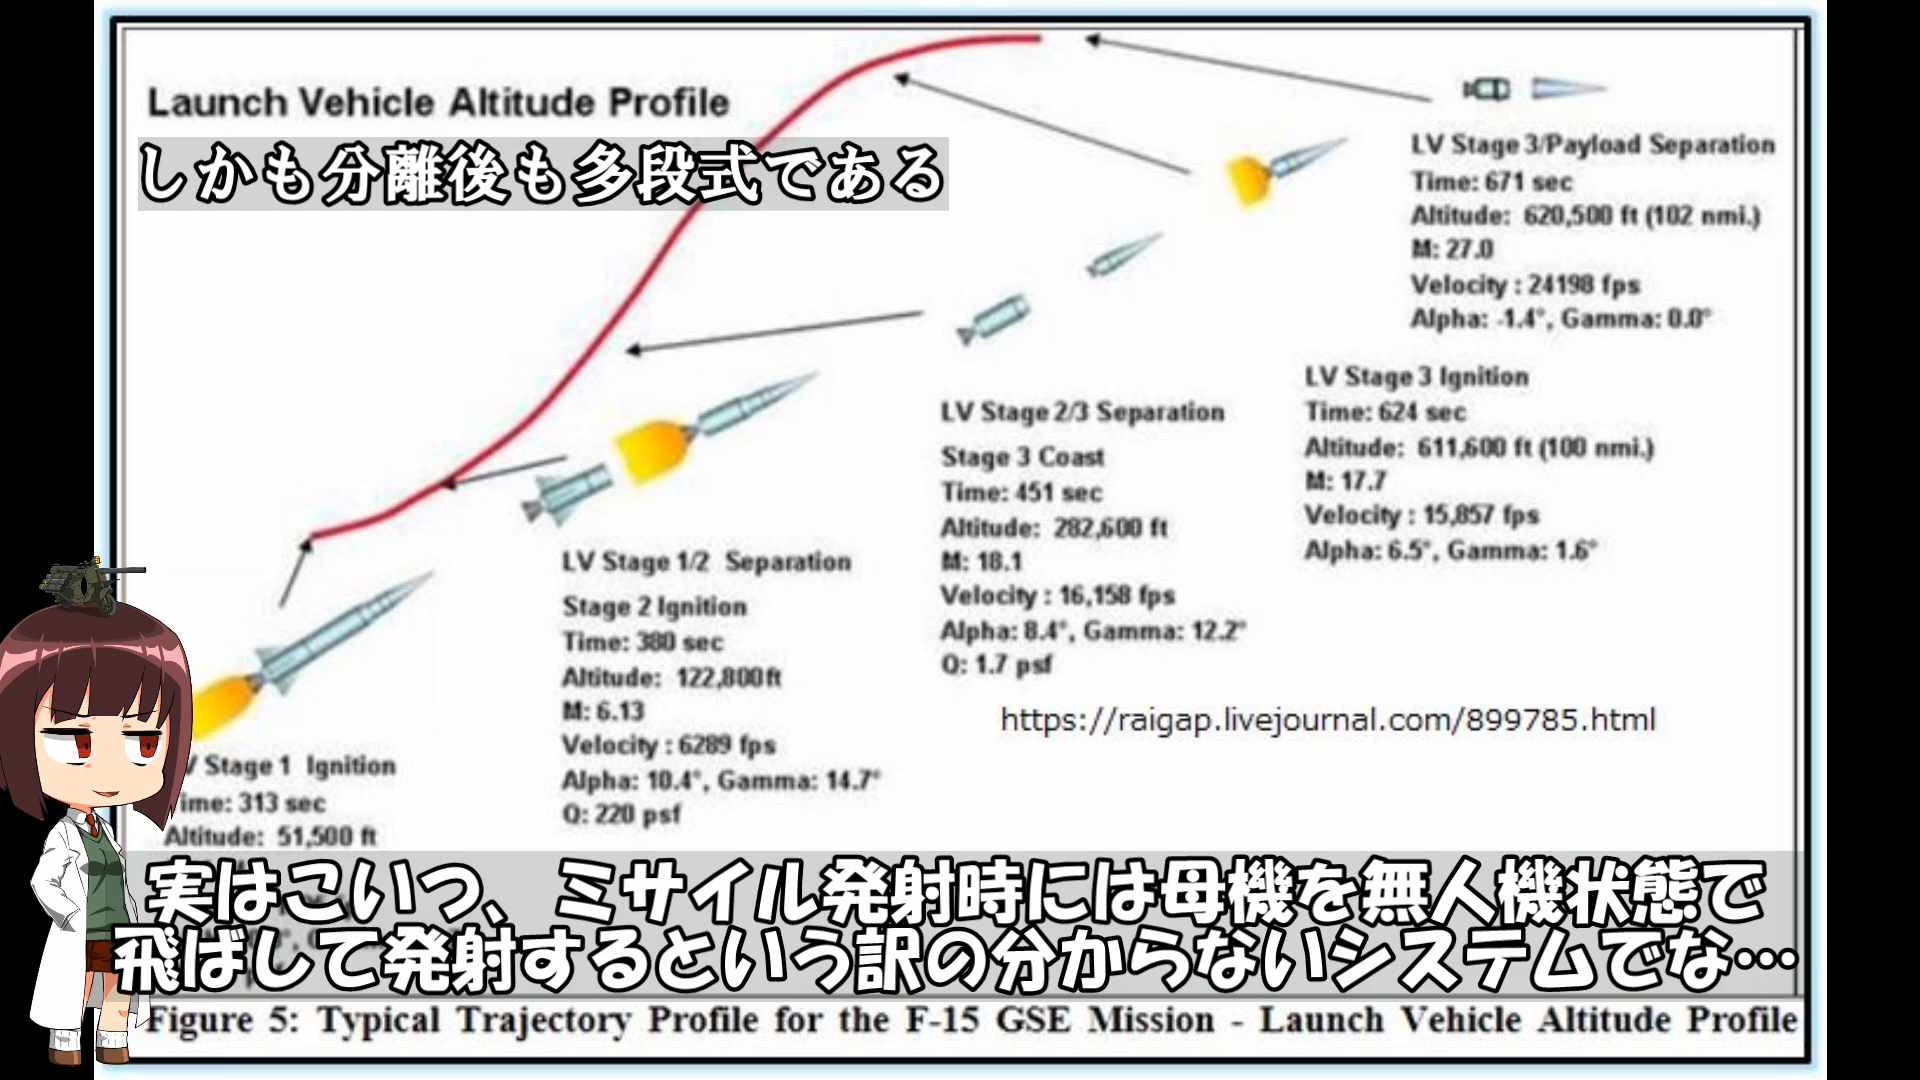 Launch Vehicle Altitude Profile
しかも分離後も多段式である
LV Stage 3/Payload Separation
Time: 671 sec
Altitude: 620,500 ft (102 nmi.)
M: 27.0
Velocity : 24198 fps
Alpha: -1.4°, Gamma: 0.0°
LV Stage 3 Ignition
Time: 624 sec
Altitude: 611,600 ft (100 nmi.)
M: 17.7
Velocity : 15,857 fps
Alpha: 6.5°, Gamma: 1.6°
LV Stage 2/3 Separation
Stage 3 Coast
Time: 451 sec
Altitude: 282,600 ft
M: 18.1
Velocity : 16,158 fps
Alpha: 8.4°, Gamma: 12.2°
Q: 1.7 psf
LV Stage 1/2 Separation
Stage 2 Ignition
Time: 380 sec
Altitude: 122,800ft
M: 6.13
Velocity : 6289 fps
Alpha: 10.4°, Gamma: 14.7°
Q: 220 psf
https://raigap.livejournal.com/899785.html
V Stage 1 Ignition
ime: 313 sec
Altitude: 51,500 ft
実はこいつ、ミサイル発射時には母機を無人機状態で
飛ばして発射するという訳の分からないシステムでな…
Figure 5: Typical Trajectory Profile for the F-15 GSE Mission - Launch Vehicle Altitude Profile